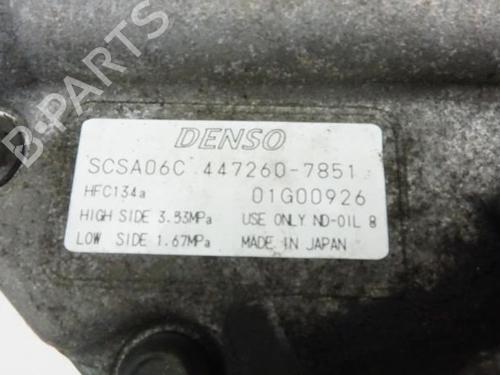 B-PARTS
DENSO
SCSA06C 447260-7851
HFC134a 01G00926
HIGH SIDE 3.53MPa USE ONLY ND-OIL 8
LOW SIDE 1.67MPa MADE IN JAPAN